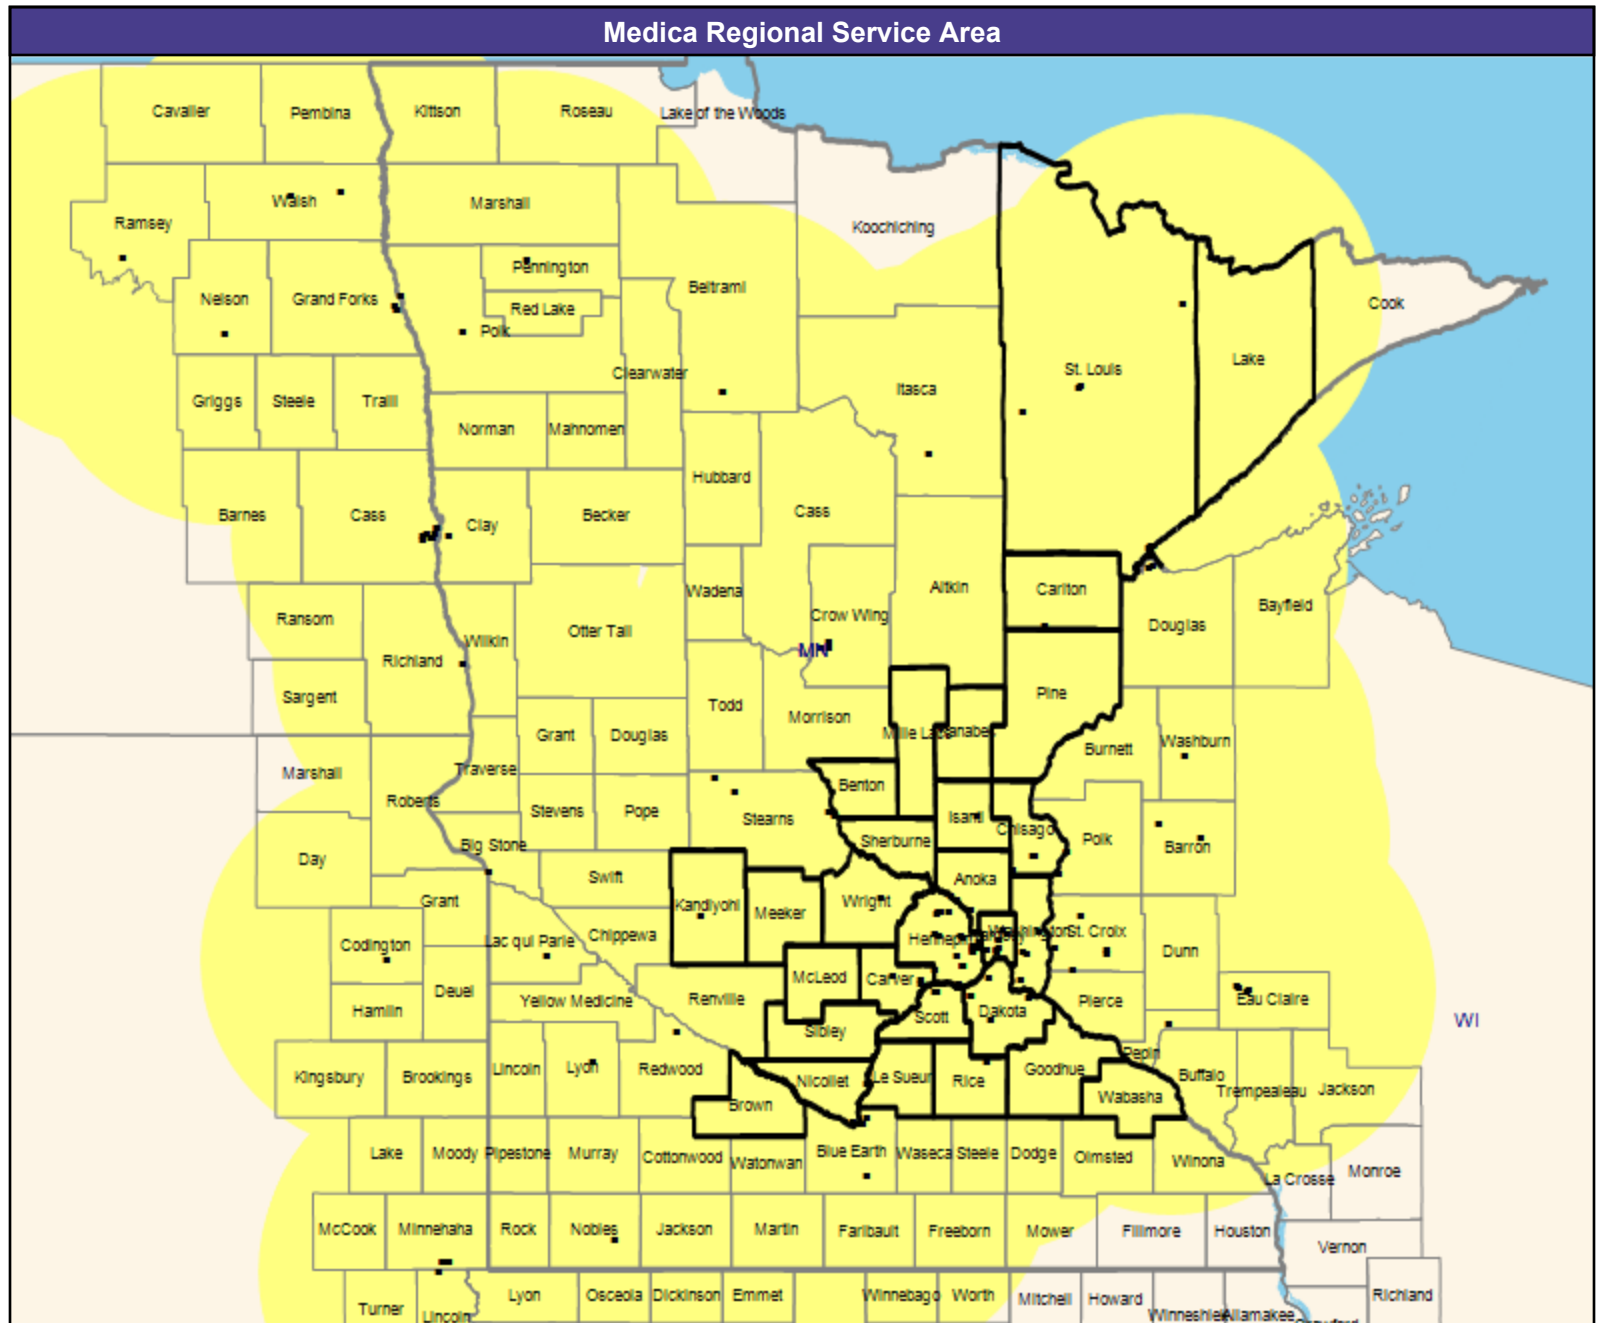 Medica Regional Service Area
Cavalier
Pembina
Kittson
Roseau
Lake of the Woods
Walsh
Marshall
Ramsey
Koochiching
Pennington
Beltrami
Nelson
Grand Forks
Red Lake
Cook
Polk
Clearwater
St. Louis
Lake
Itasca
Griggs
Steele
Traill
Norman
Mahnomen
Hubbard
Barnes
Cass
Clay
Becker
Cass
Wadena
Aitkin
Carlton
Bayfield
Ransom
Crow Wing
Douglas
Wilkin
Otter Tail
MN
Richland
Sargent
Todd
Pine
Morrison
Grant
Douglas
Mille Lacs
Kanabec
Burnett
Washburn
Marshall
Traverse
Benton
Roberts
Stevens
Pope
Stearns
Isanti
Chisago
Polk
Barron
Big Stone
Sherburne
Day
Swift
Anoka
Grant
Kandiyohi
Meeker
Wright
Codington
Lac qui Parle
Chippewa
Hennepin
Washington
St. Croix
Dunn
McLeod
Carver
Deuel
Yellow Medicine
Renville
Pierce
Eau Claire
Hamlin
Scott
Dakota
WI
Sibley
Pepin
Kingsbury
Brookings
Lincoln
Lyon
Redwood
Nicollet
Le Sueur
Rice
Goodhue
Buffalo
Trempealeau
Jackson
Brown
Wabasha
Lake
Moody
Pipestone
Murray
Cottonwood
Watonwan
Blue Earth
Waseca
Steele
Dodge
Olmsted
Winona
La Crosse
Monroe
McCook
Minnehaha
Rock
Nobles
Jackson
Martin
Faribault
Freeborn
Mower
Fillmore
Houston
Vernon
Turner
Lincoln
Lyon
Osceola
Dickinson
Emmet
Winnebago
Worth
Mitchell
Howard
Winneshiek
Allamakee
Richland